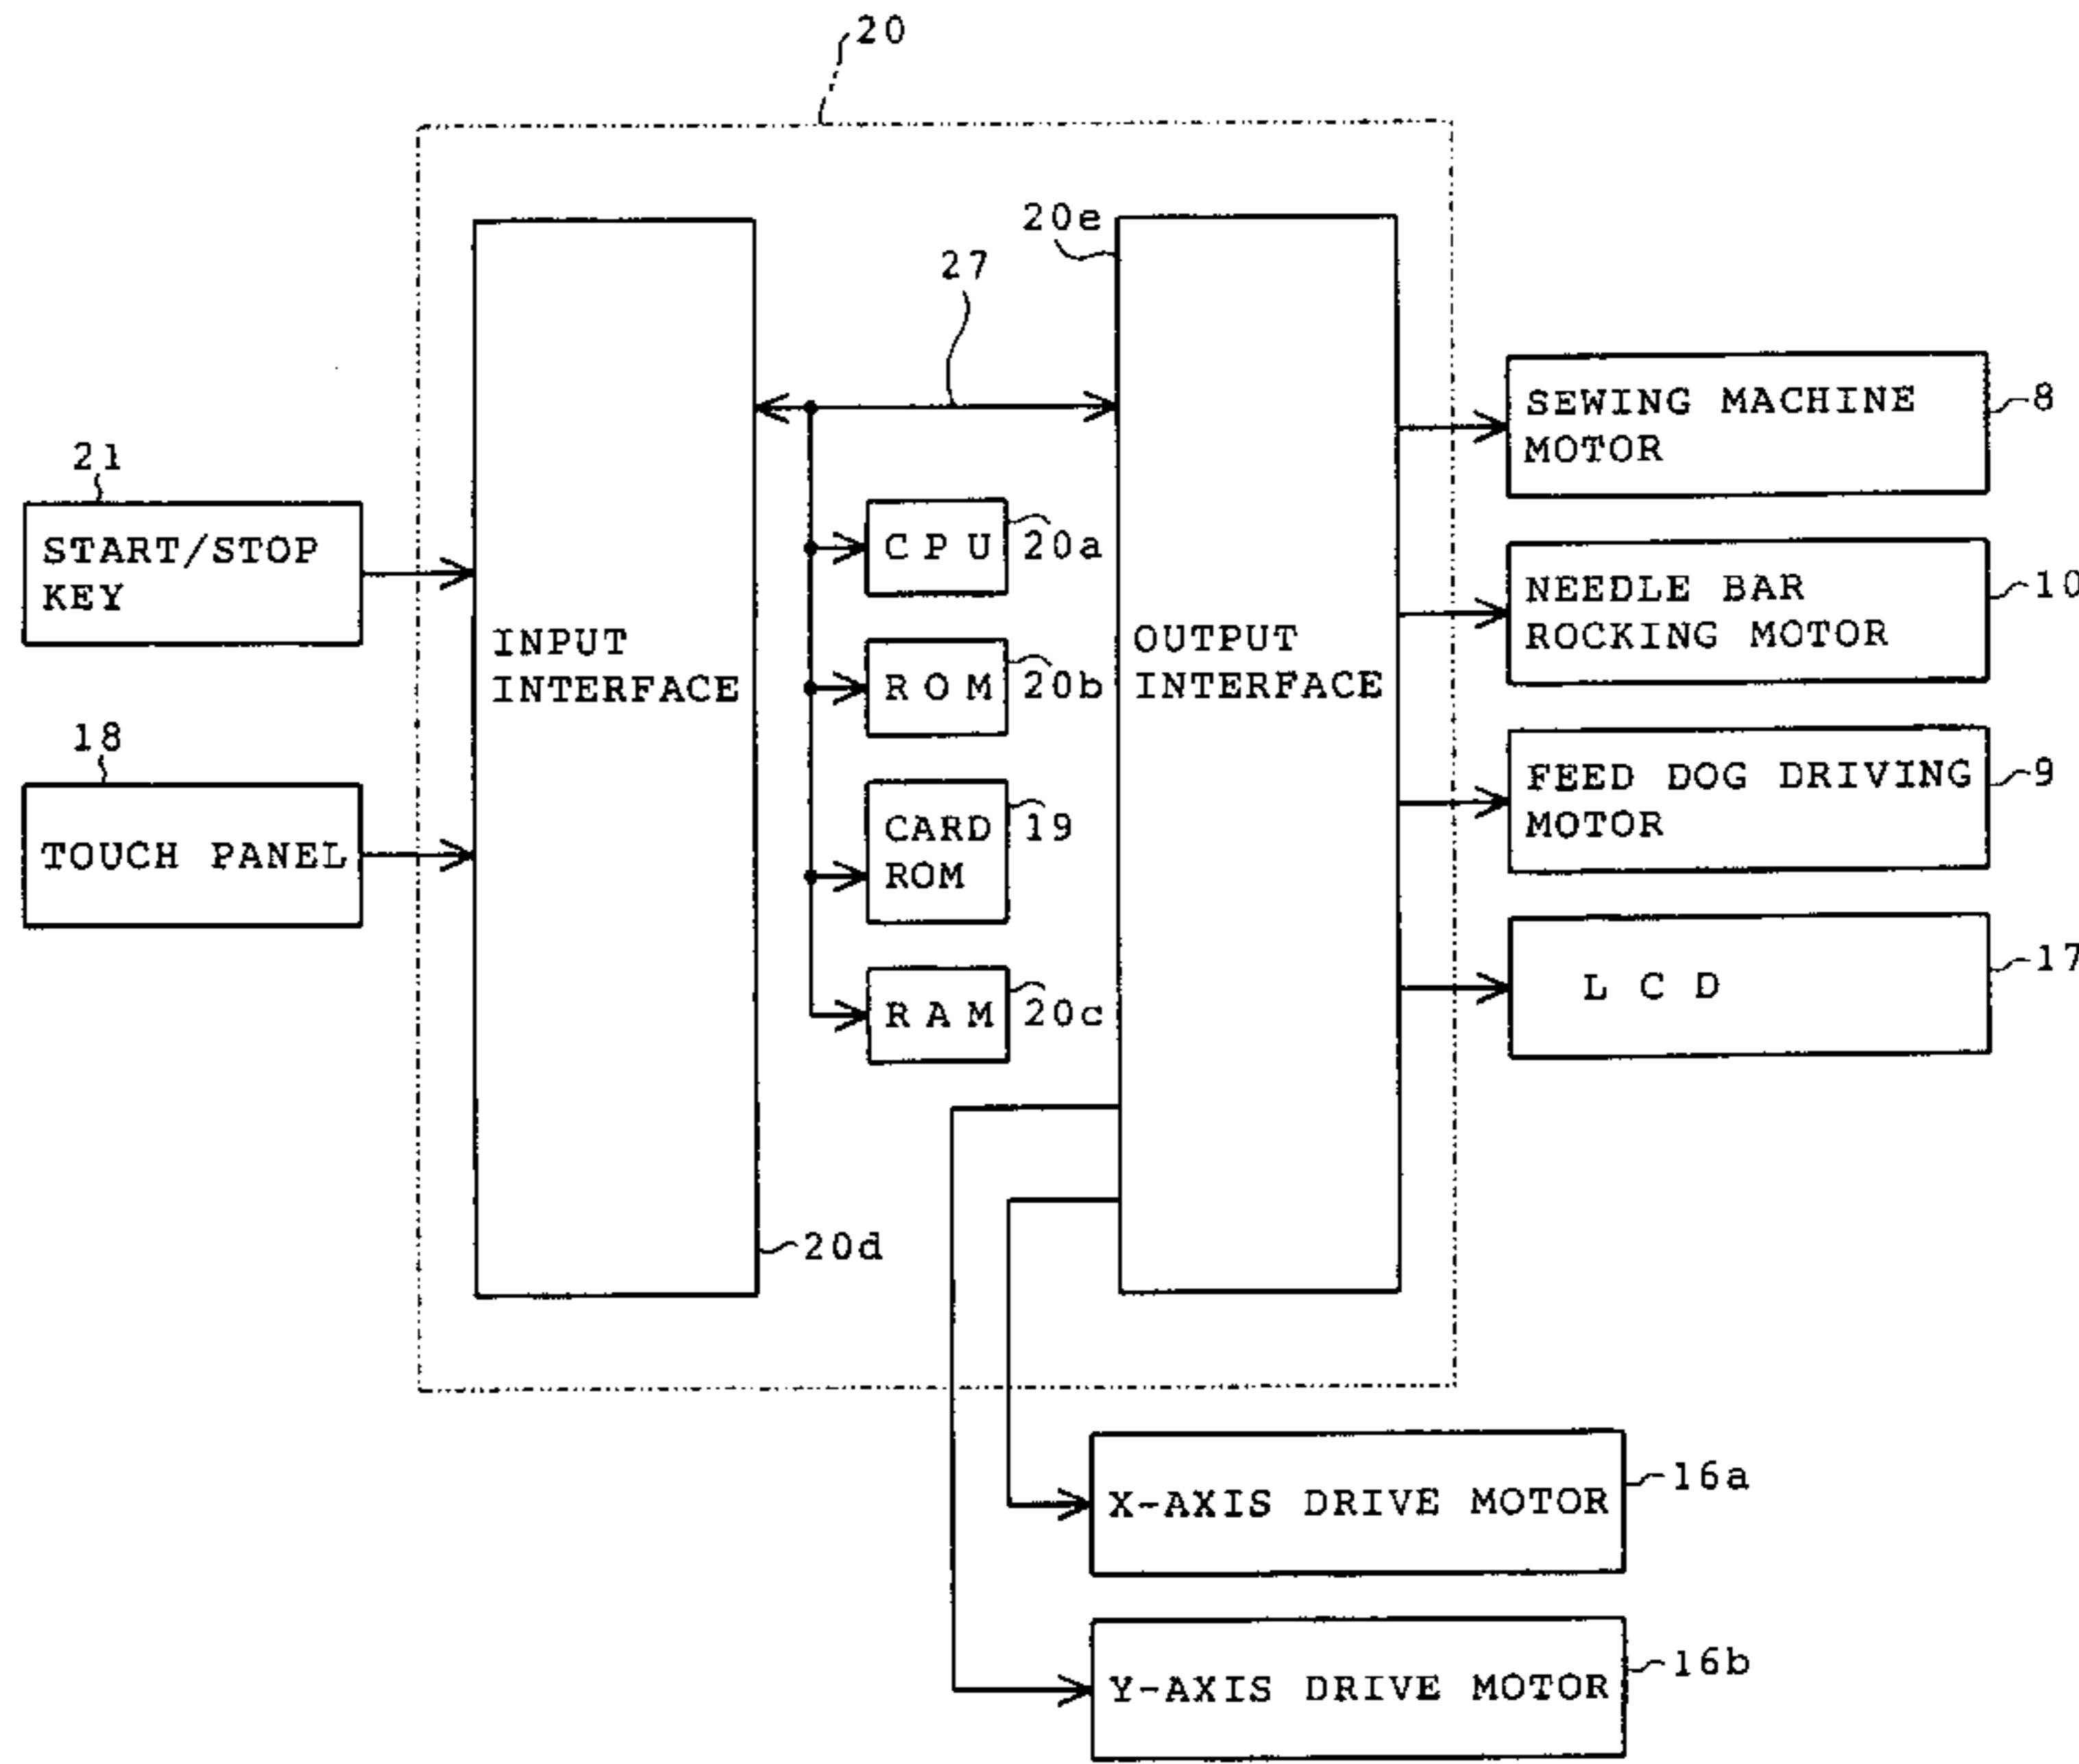 20
20e
27
21
START/STOP
KEY
18
TOUCH PANEL
INPUT
INTERFACE
20d
CPU
20a
ROM
20b
CARD
ROM
19
RAM
20c
OUTPUT
INTERFACE
SEWING MACHINE
MOTOR
8
NEEDLE BAR
ROCKING MOTOR
10
FEED DOG DRIVING
MOTOR
9
LCD
17
X-AXIS DRIVE MOTOR
16a
Y-AXIS DRIVE MOTOR
16b